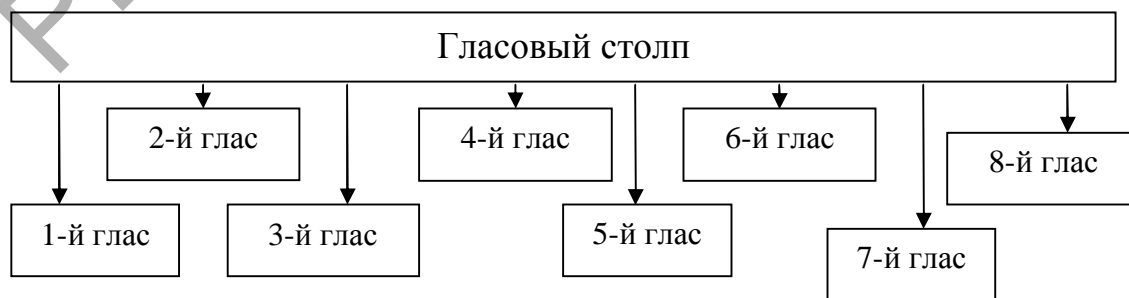 Гласовый столп
2-й глас
4-й глас
6-й глас
8-й глас
1-й глас
3-й глас
5-й глас
7-й глас